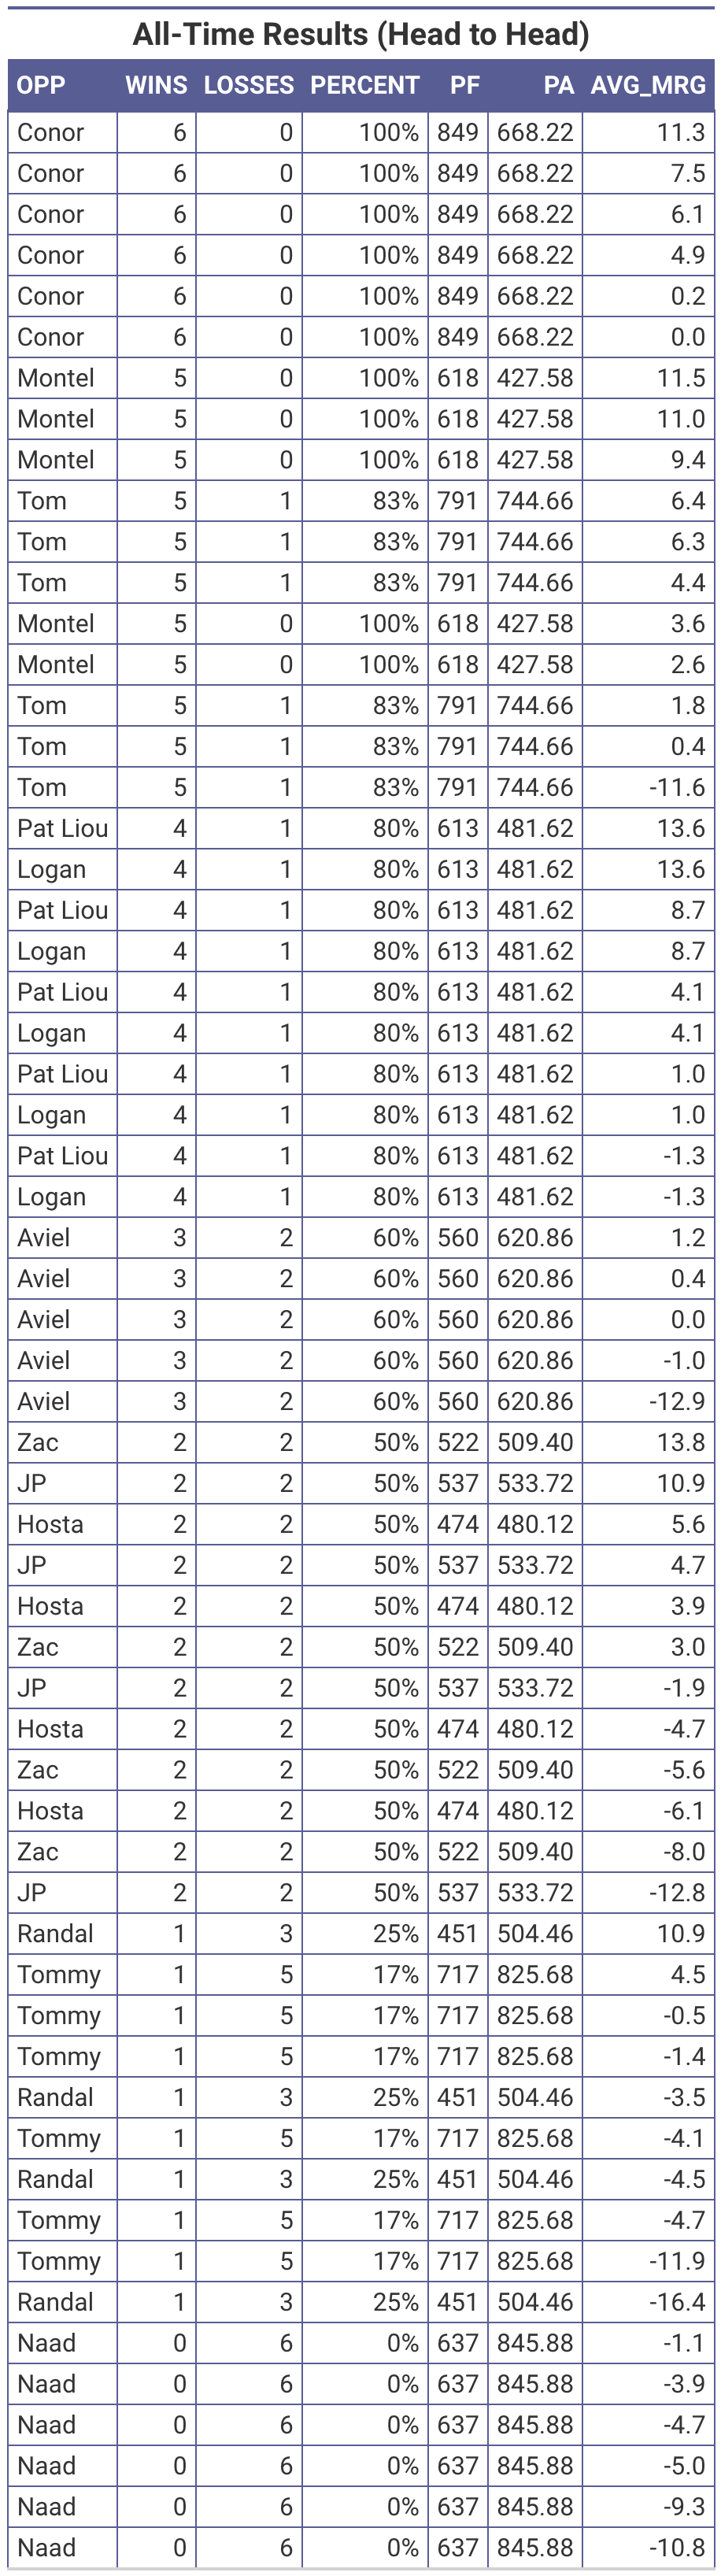 All-Time Results (Head to Head)
OPP WINS LOSSES PERCENT PF PA AVG_MRG
Conor 6 0 100% 849 668.22 11.3
Conor 6 0 100% 849 668.22 7.5
Conor 6 0 100% 849 668.22 6.1
Conor 6 0 100% 849 668.22 4.9
Conor 6 0 100% 849 668.22 0.2
Conor 6 0 100% 849 668.22 0.0
Montel 5 0 100% 618 427.58 11.5
Montel 5 0 100% 618 427.58 11.0
Montel 5 0 100% 618 427.58 9.4
Tom 5 1 83% 791 744.66 6.4
Tom 5 1 83% 791 744.66 6.3
Tom 5 1 83% 791 744.66 4.4
Montel 5 0 100% 618 427.58 3.6
Montel 5 0 100% 618 427.58 2.6
Tom 5 1 83% 791 744.66 1.8
Tom 5 1 83% 791 744.66 0.4
Tom 5 1 83% 791 744.66 -11.6
Pat Liou 4 1 80% 613 481.62 13.6
Logan 4 1 80% 613 481.62 13.6
Pat Liou 4 1 80% 613 481.62 8.7
Logan 4 1 80% 613 481.62 8.7
Pat Liou 4 1 80% 613 481.62 4.1
Logan 4 1 80% 613 481.62 4.1
Pat Liou 4 1 80% 613 481.62 1.0
Logan 4 1 80% 613 481.62 1.0
Pat Liou 4 1 80% 613 481.62 -1.3
Logan 4 1 80% 613 481.62 -1.3
Aviel 3 2 60% 560 620.86 1.2
Aviel 3 2 60% 560 620.86 0.4
Aviel 3 2 60% 560 620.86 0.0
Aviel 3 2 60% 560 620.86 -1.0
Aviel 3 2 60% 560 620.86 -12.9
Zac 2 2 50% 522 509.40 13.8
JP 2 2 50% 537 533.72 10.9
Hosta 2 2 50% 474 480.12 5.6
JP 2 2 50% 537 533.72 4.7
Hosta 2 2 50% 474 480.12 3.9
Zac 2 2 50% 522 509.40 3.0
JP 2 2 50% 537 533.72 -1.9
Hosta 2 2 50% 474 480.12 -4.7
Zac 2 2 50% 522 509.40 -5.6
Hosta 2 2 50% 474 480.12 -6.1
Zac 2 2 50% 522 509.40 -8.0
JP 2 2 50% 537 533.72 -12.8
Randal 1 3 25% 451 504.46 10.9
Tommy 1 5 17% 717 825.68 4.5
Tommy 1 5 17% 717 825.68 -0.5
Tommy 1 5 17% 717 825.68 -1.4
Randal 1 3 25% 451 504.46 -3.5
Tommy 1 5 17% 717 825.68 -4.1
Randal 1 3 25% 451 504.46 -4.5
Tommy 1 5 17% 717 825.68 -4.7
Tommy 1 5 17% 717 825.68 -11.9
Randal 1 3 25% 451 504.46 -16.4
Naad 0 6 0% 637 845.88 -1.1
Naad 0 6 0% 637 845.88 -3.9
Naad 0 6 0% 637 845.88 -4.7
Naad 0 6 0% 637 845.88 -5.0
Naad 0 6 0% 637 845.88 -9.3
Naad 0 6 0% 637 845.88 -10.8